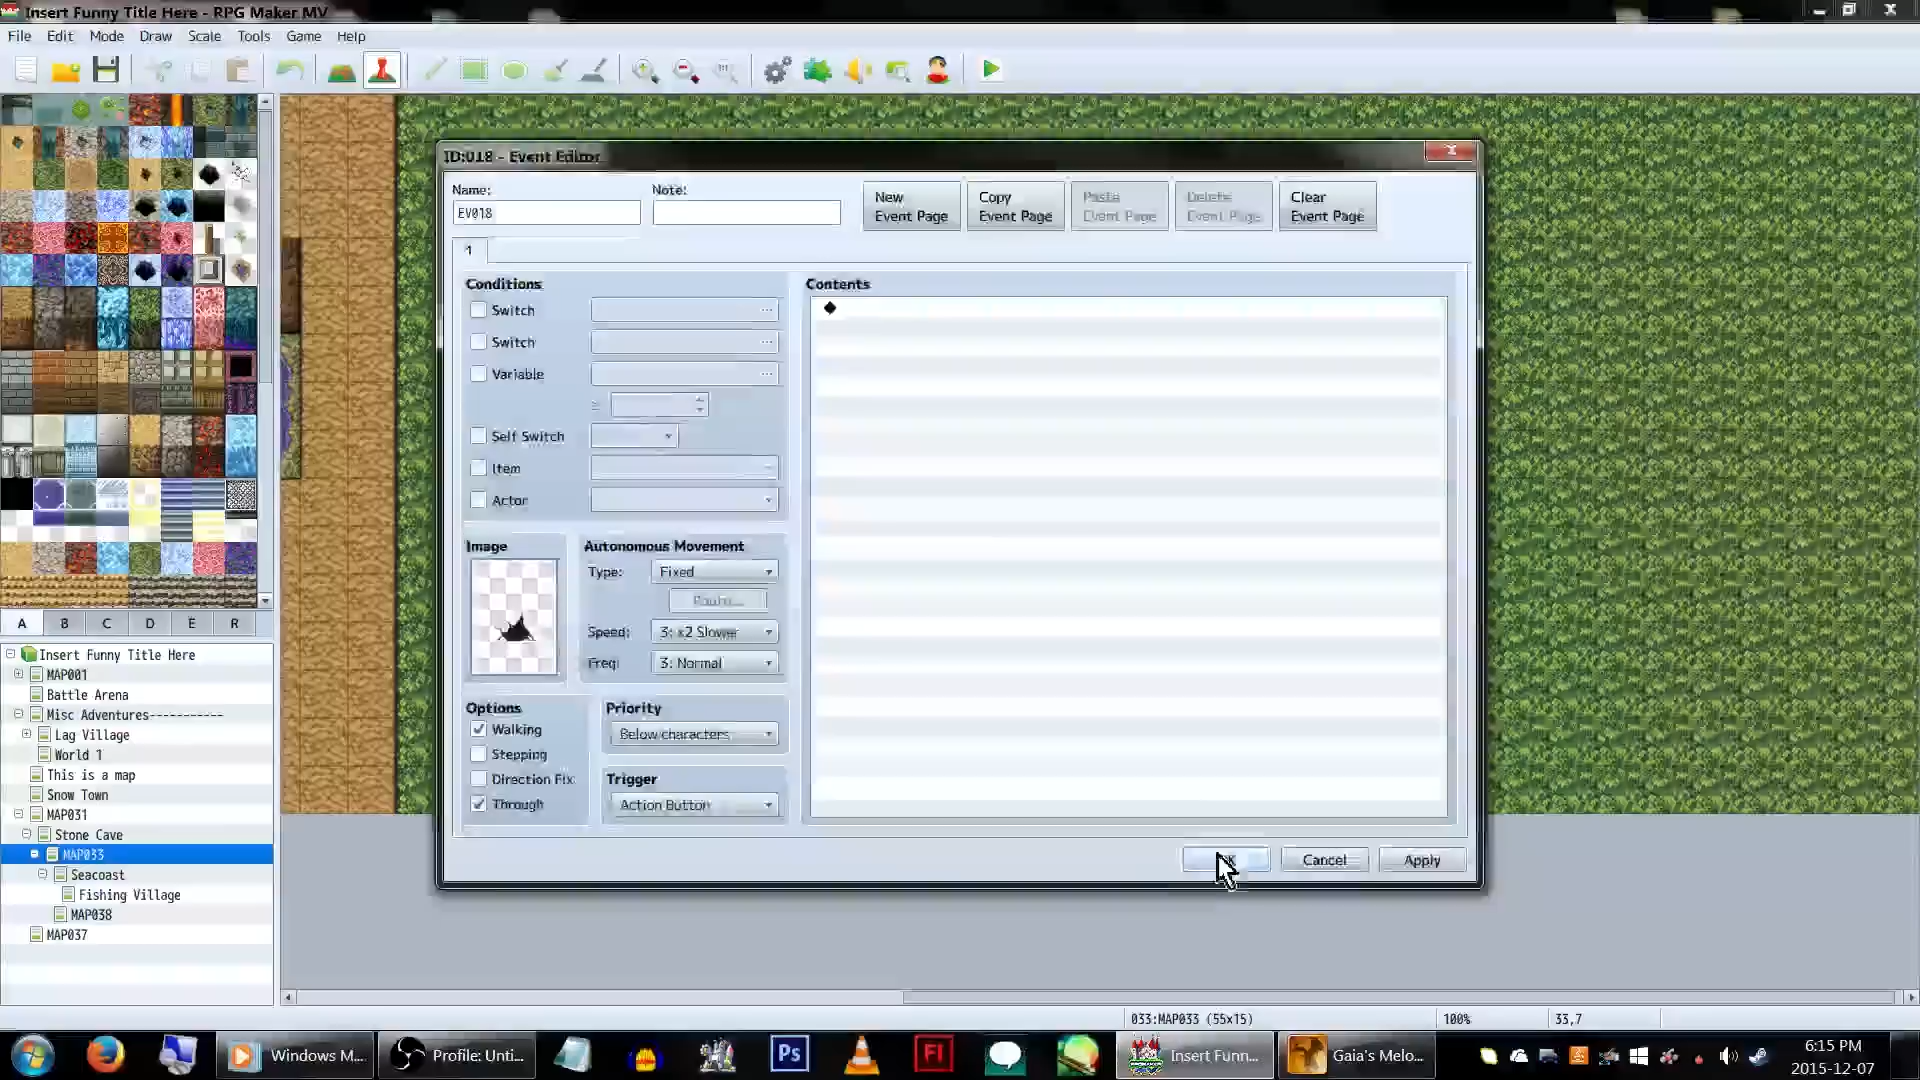 Insert Funny Title Here - RPG Maker MV
File Edit Mode Draw Scale Tools Game Help
ID:018 - Event Editor
Name: Note:
EV018
New Event Page
Copy Event Page
Paste Event Page
Delete Event Page
Clear Event Page
1
Conditions
Switch ...
Switch ...
Variable ...
≥
Self Switch
Item
Actor
Contents
Image
Autonomous Movement
Type: Fixed
Route...
Speed: 3: x2 Slower
Freq: 3: Normal
Options
Walking
Stepping
Direction Fix
Through
Priority
Below characters
Trigger
Action Button
Cancel
Apply
A B C D E R
Insert Funny Title Here
MAP001
Battle Arena
Misc Adventures-----------
Lag Village
World 1
This is a map
Snow Town
MAP031
Stone Cave
MAP033
Seacoast
Fishing Village
MAP038
MAP037
033:MAP033 (55x15) 100% 33,7
Windows M...
Profile: Unti...
Ps
Fl
Insert Funn...
Gaia's Melo...
6:15 PM
2015-12-07